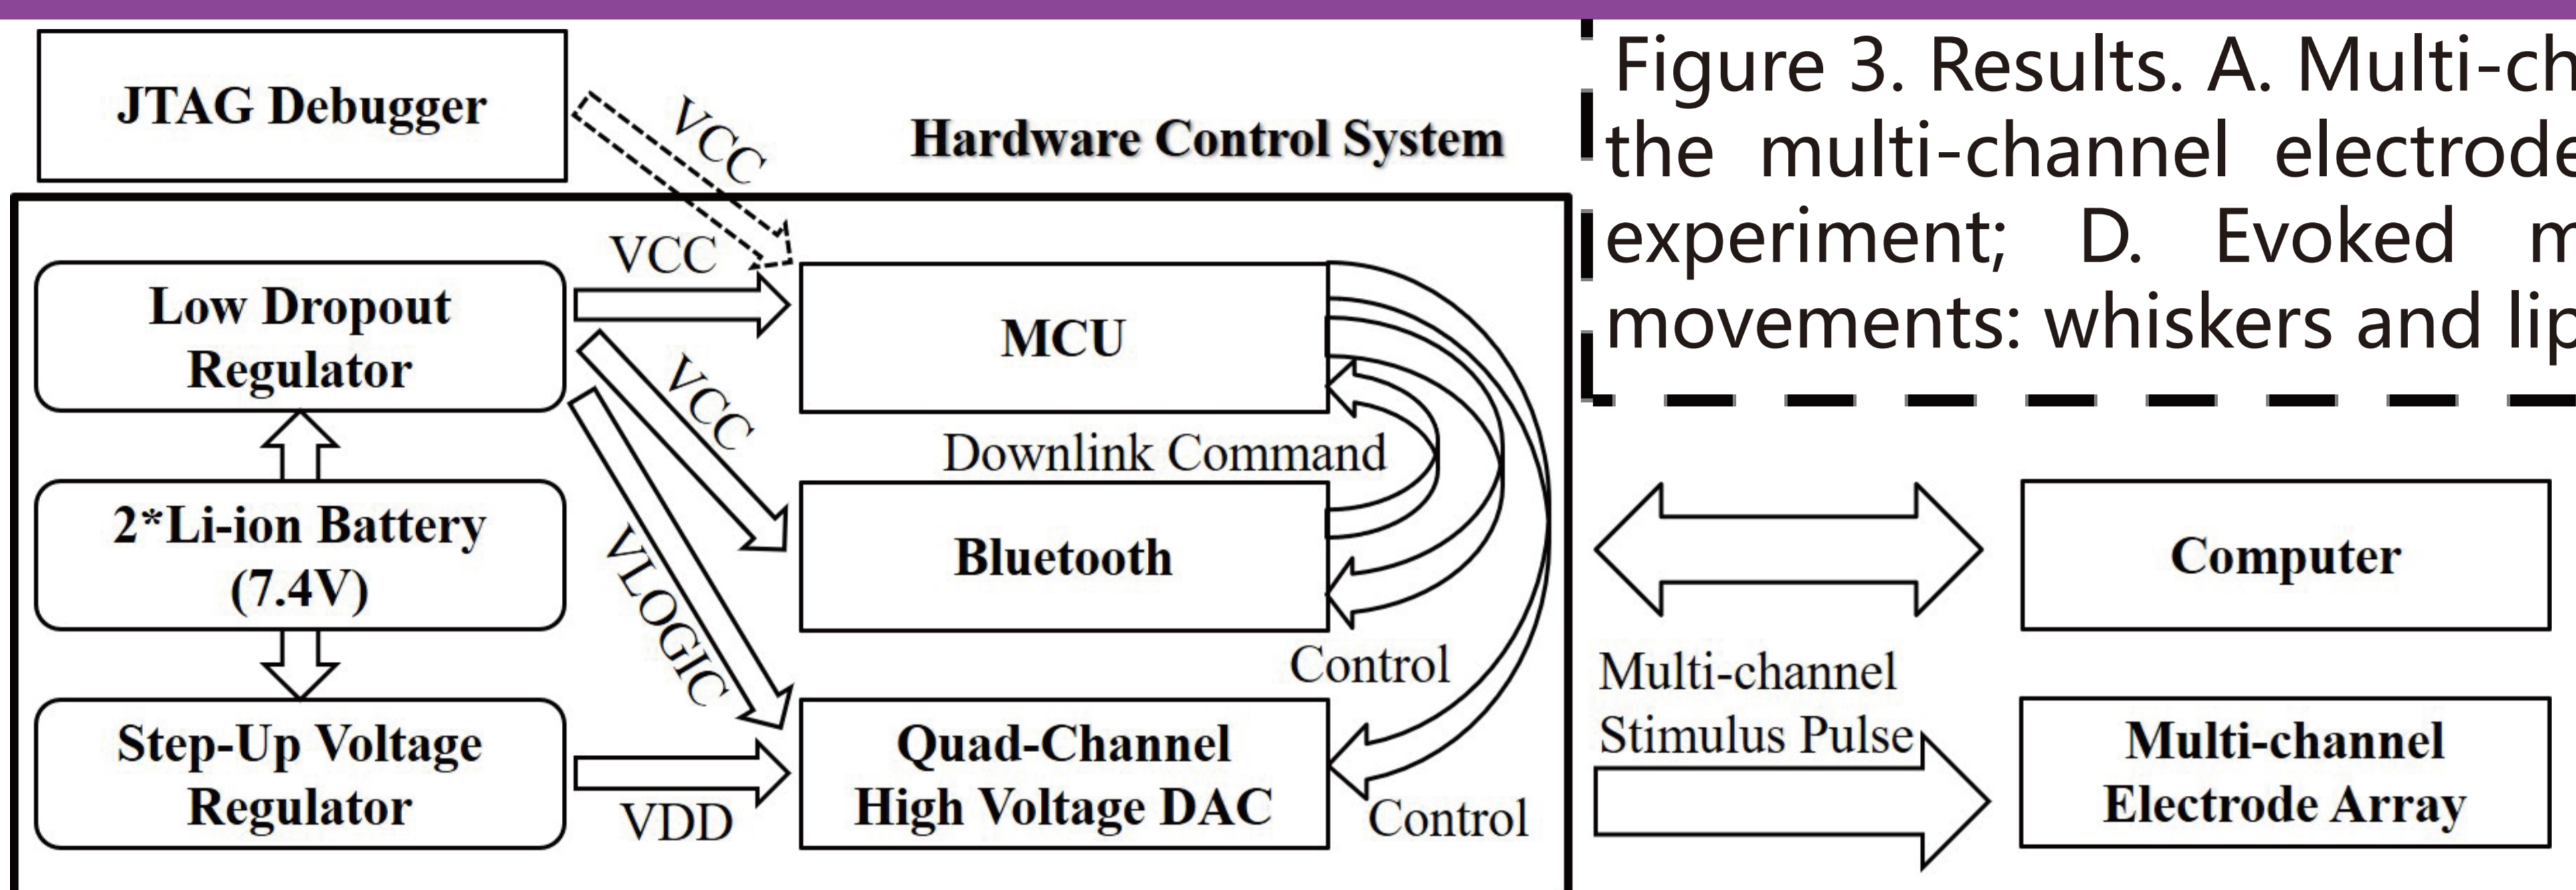 JTAG Debugger
VCC
Hardware Control System
VCC
Low Dropout
Regulator
MCU
VCC
Downlink Command
2*Li-ion Battery
(7.4V)
Bluetooth
VLOGIC
Control
Step-Up Voltage
Regulator
VDD
Quad-Channel
High Voltage DAC
Control
Figure 3. Results. A. Multi-ch
the multi-channel electrode
experiment; D. Evoked m
movements: whiskers and lip
Computer
Multi-channel
Stimulus Pulse
Multi-channel
Electrode Array